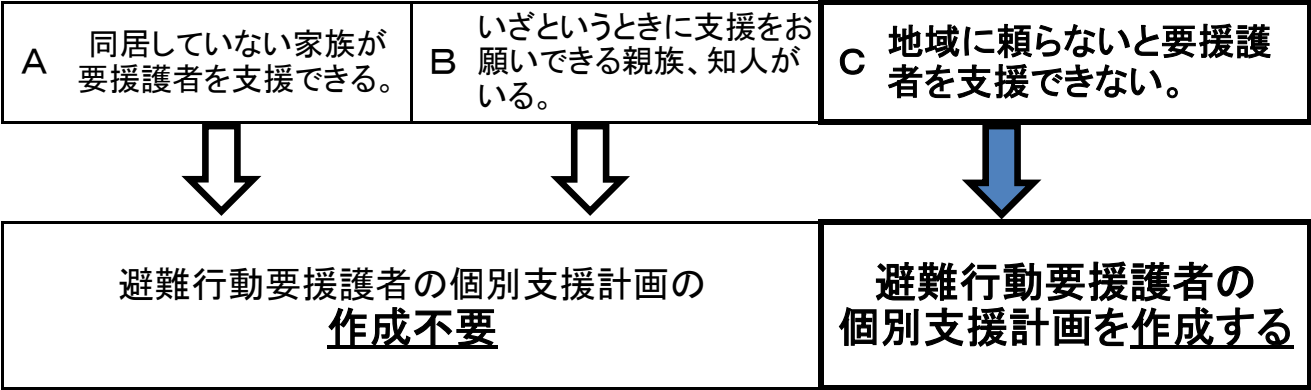 A 同居していない家族が
要援護者を支援できる。
B いざというときに支援をお
願いできる親族、知人が
いる。
C 地域に頼らないと要援護
者を支援できない。
避難行動要援護者の個別支援計画の
作成不要
避難行動要援護者の
個別支援計画を作成する